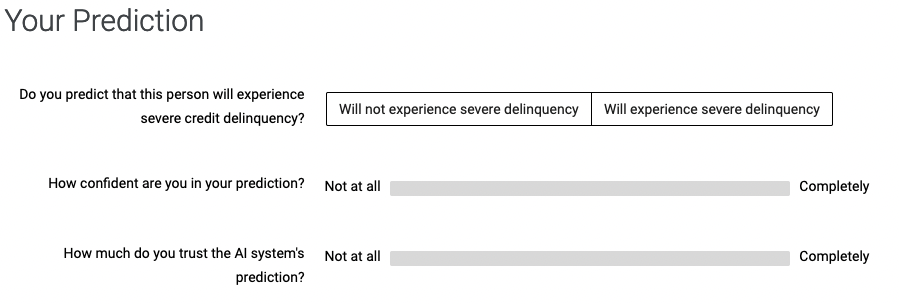 Your Prediction
Do you predict that this person will experience
severe credit delinquency?
Will not experience severe delinquency
Will experience severe delinquency
How confident are you in your prediction?
Not at all
Completely
How much do you trust the AI system's
prediction?
Not at all
Completely